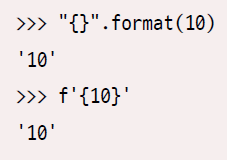 >>> "{}".format(10)
'10'
>>> f'{10}'
'10'